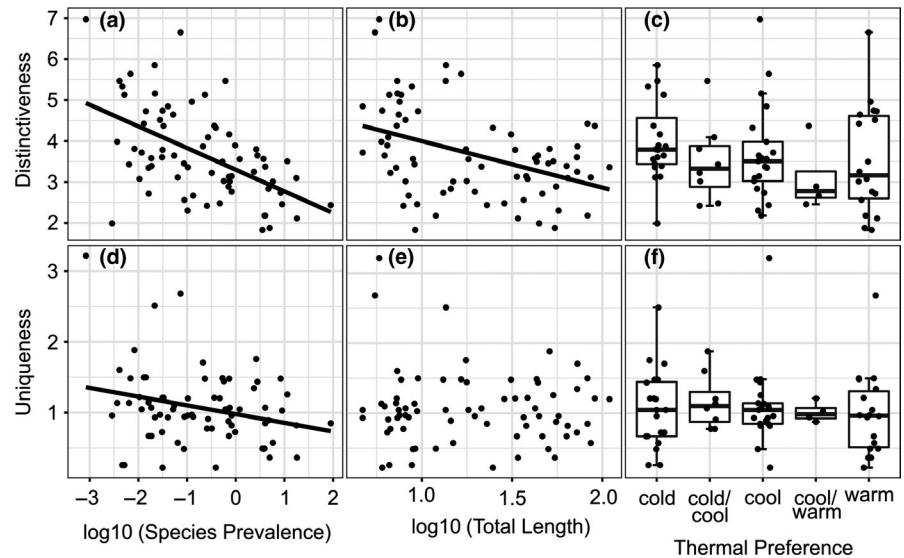 (a)
(b)
(c)
Distinctiveness
7
6
5
4
3
2
(d)
(e)
(f)
Uniqueness
3
2
1
−3
−2
−1
0
1
2
log10 (Species Prevalence)
1.0
1.5
2.0
log10 (Total Length)
cold
cold/
cool
cool
cool/
warm
warm
Thermal Preference